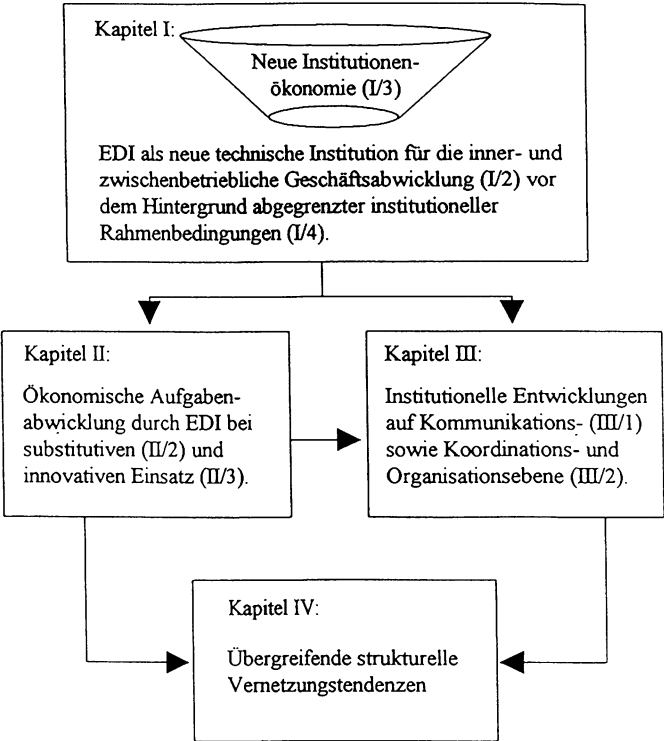 Kapitel I:
Neue Institutionen-
ökonomie (I/3)
EDI als neue technische Institution für die inner- und
zwischenbetriebliche Geschäftsabwicklung (I/2) vor
dem Hintergrund abgegrenzter institutioneller
Rahmenbedingungen (I/4).
Kapitel II:
Ökonomische Aufgaben-
abwicklung durch EDI bei
substitutiven (II/2) und
innovativen Einsatz (II/3).
Kapitel III:
Institutionelle Entwicklungen
auf Kommunikations- (III/1)
sowie Koordinations- und
Organisationsebene (III/2).
Kapitel IV:
Übergreifende strukturelle
Vernetzungstendenzen